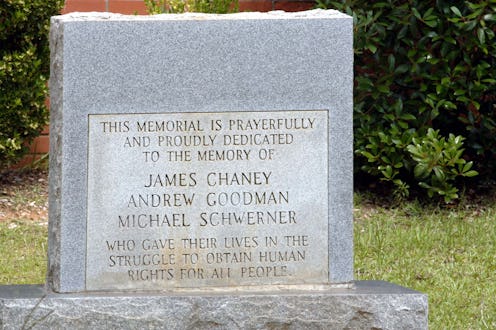 THIS MEMORIAL IS PRAYERFULLY
AND PROUDLY DEDICATED
TO THE MEMORY OF
JAMES CHANEY
ANDREW GOODMAN
MICHAEL SCHWERNER
WHO GAVE THEIR LIVES IN THE
STRUGGLE TO OBTAIN HUMAN
RIGHTS FOR ALL PEOPLE.